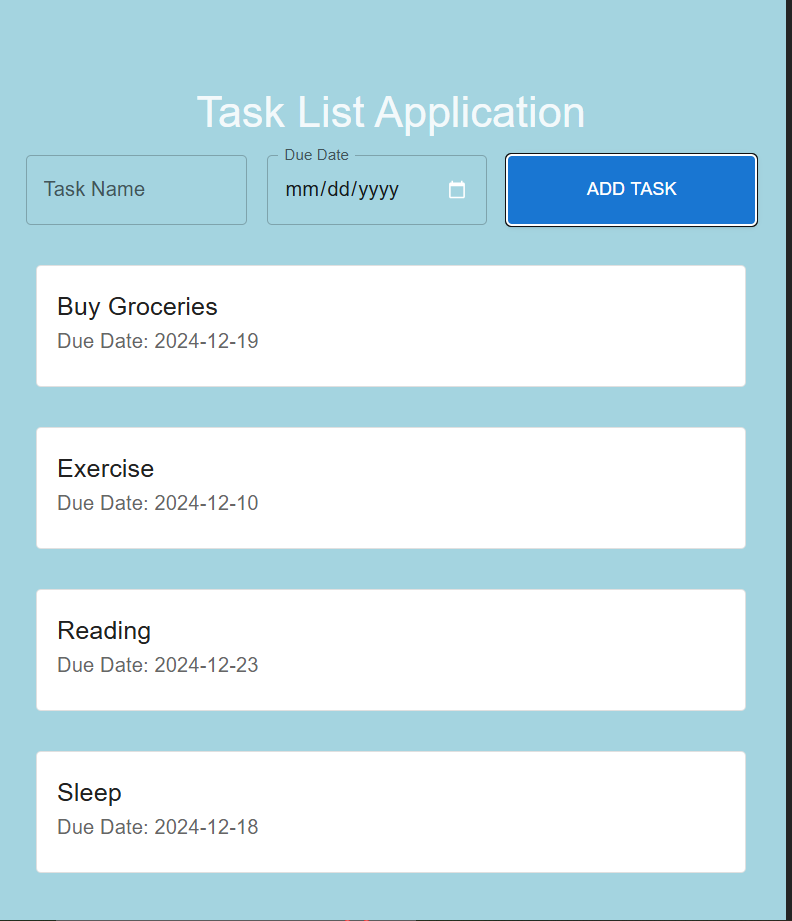 Task List Application
Task Name
Due Date
mm/dd/yyyy
ADD TASK
Buy Groceries
Due Date: 2024-12-19
Exercise
Due Date: 2024-12-10
Reading
Due Date: 2024-12-23
Sleep
Due Date: 2024-12-18